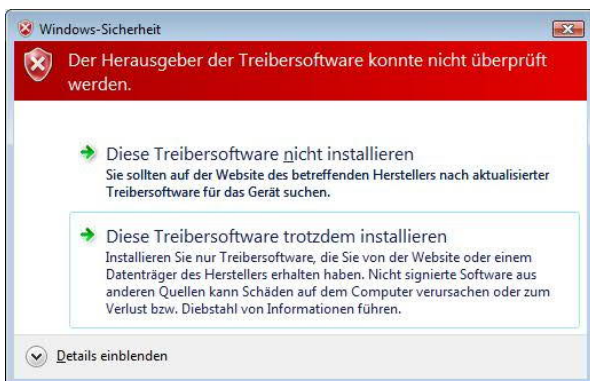 Windows-Sicherheit
Der Herausgeber der Treibersoftware konnte nicht überprüft
werden.
Diese Treibersoftware nicht installieren
Sie sollten auf der Website des betreffenden Herstellers nach aktualisierter
Treibersoftware für das Gerät suchen.
Diese Treibersoftware trotzdem installieren
Installieren Sie nur Treibersoftware, die Sie von der Website oder einem
Datenträger des Herstellers erhalten haben. Nicht signierte Software aus
anderen Quellen kann Schäden auf dem Computer verursachen oder zum
Verlust bzw. Diebstahl von Informationen führen.
Details einblenden